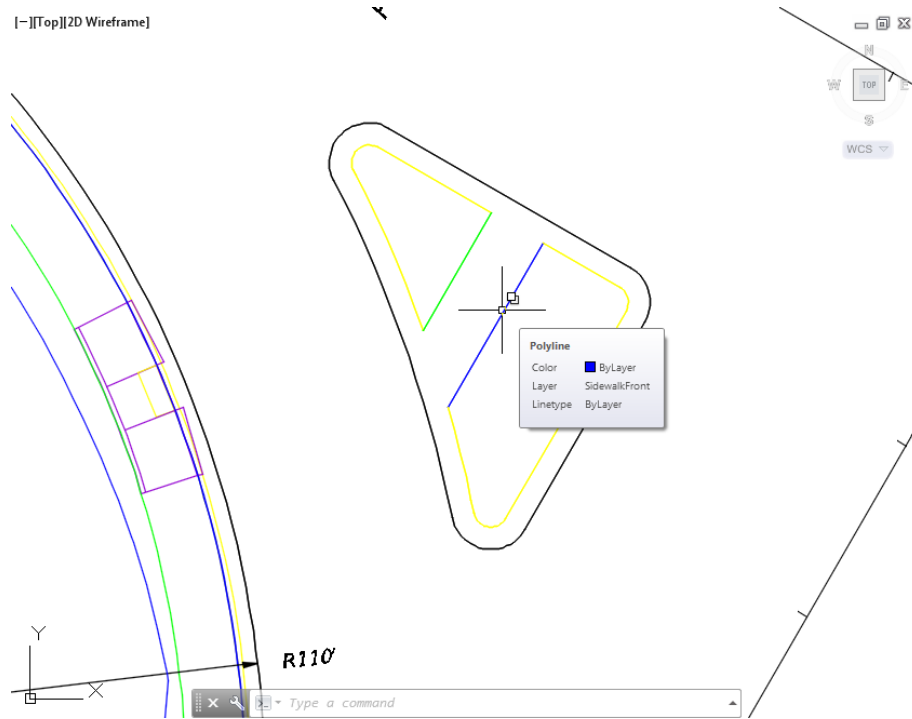 [−][Top][2D Wireframe]
N
W
TOP
E
S
WCS
Polyline
Color ByLayer
Layer SidewalkFront
Linetype ByLayer
R110'
Y
X
Type a command